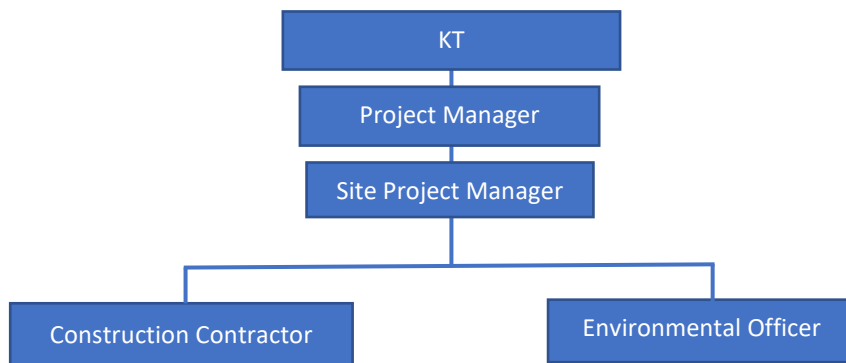 KT
Project Manager
Site Project Manager
Construction Contractor
Environmental Officer